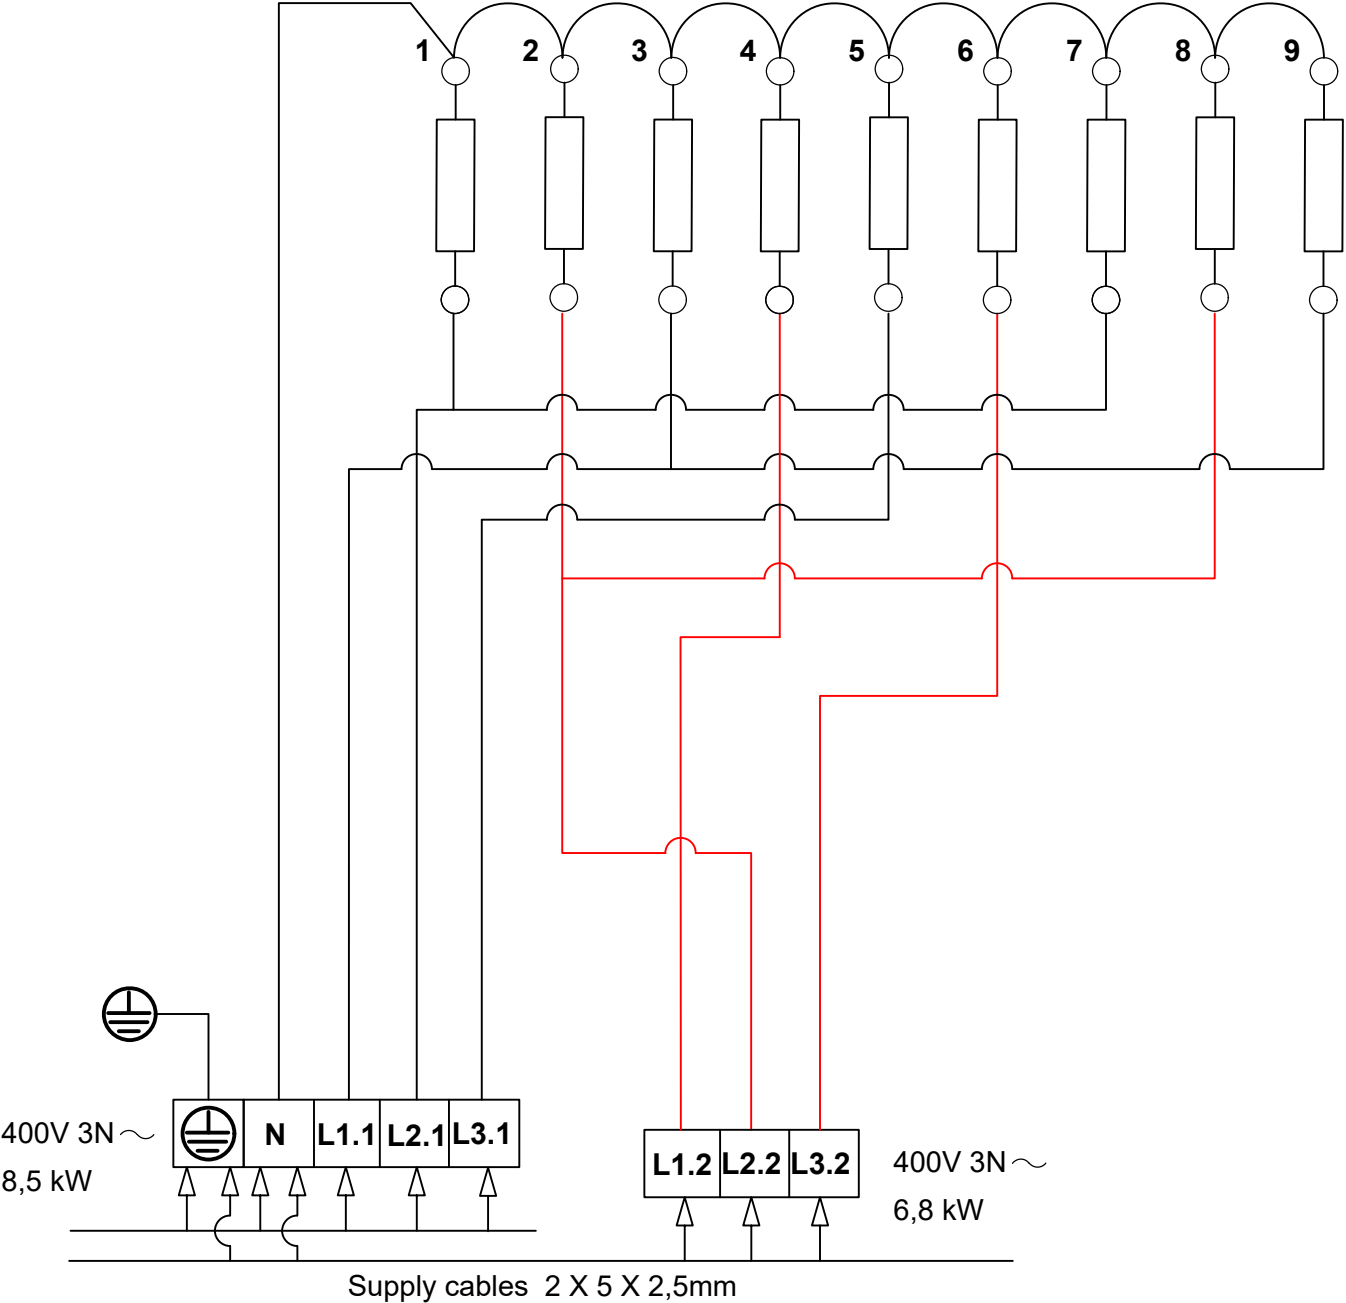 1 2 3 4 5 6 7 8 9
400V 3N ~
8,5 kW
N L1.1 L2.1 L3.1
L1.2 L2.2 L3.2
400V 3N ~
6,8 kW
Supply cables 2 X 5 X 2,5mm